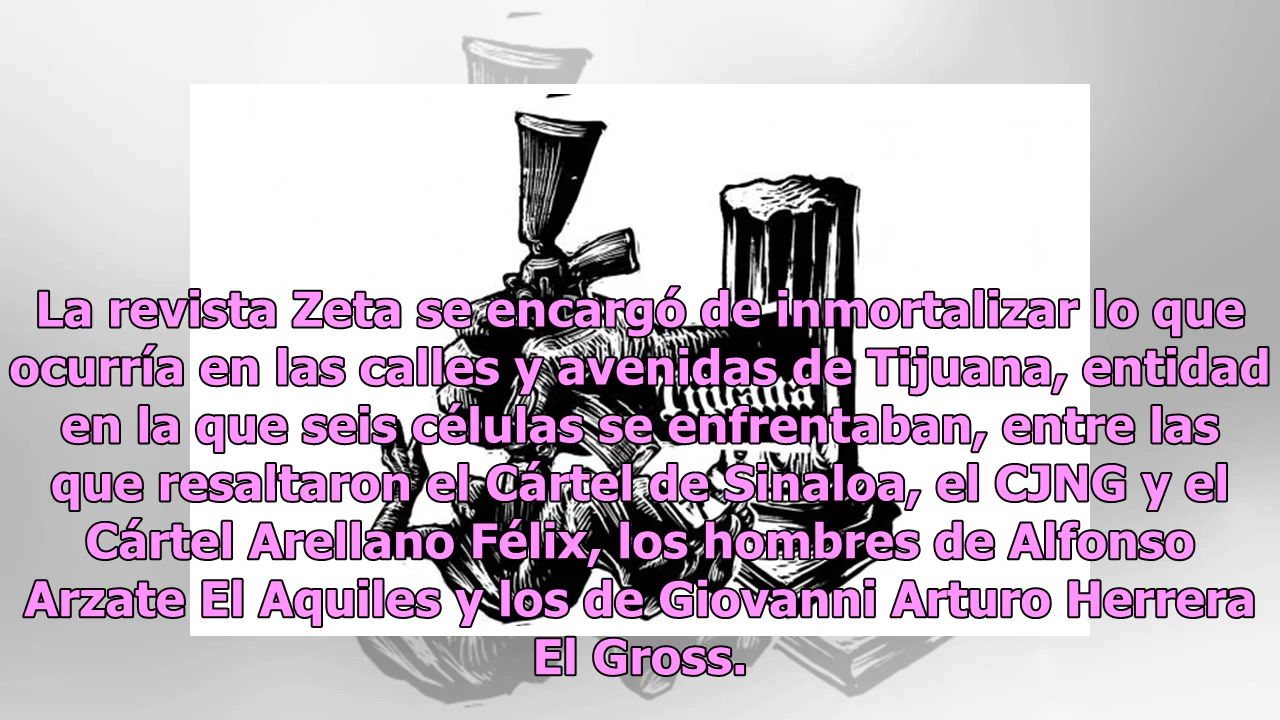 La revista Zeta se encargó de inmortalizar lo que
ocurría en las calles y avenidas de Tijuana, entidad
en la que seis células se enfrentaban, entre las
que resaltaron el Cártel de Sinaloa, el CJNG y el
Cártel Arellano Félix, los hombres de Alfonso
Arzate El Aquiles y los de Giovanni Arturo Herrera
El Gross.
Tijuana